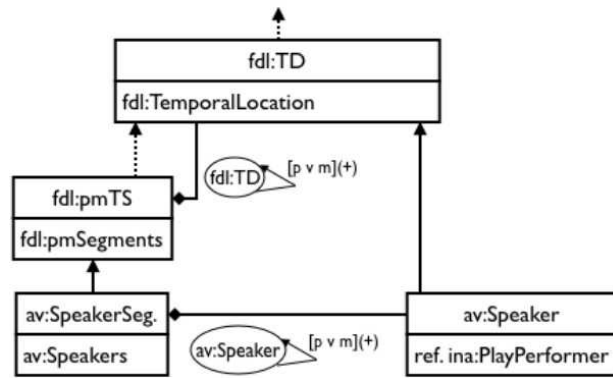 fdl:TD
fdl:TemporalLocation
[p v m](+)
fdl:TD
fdl:pmTS
fdl:pmSegments
av:SpeakerSeg.
av:Speaker
[p v m](+)
av:Speakers
av:Speaker
ref. ina:PlayPerformer